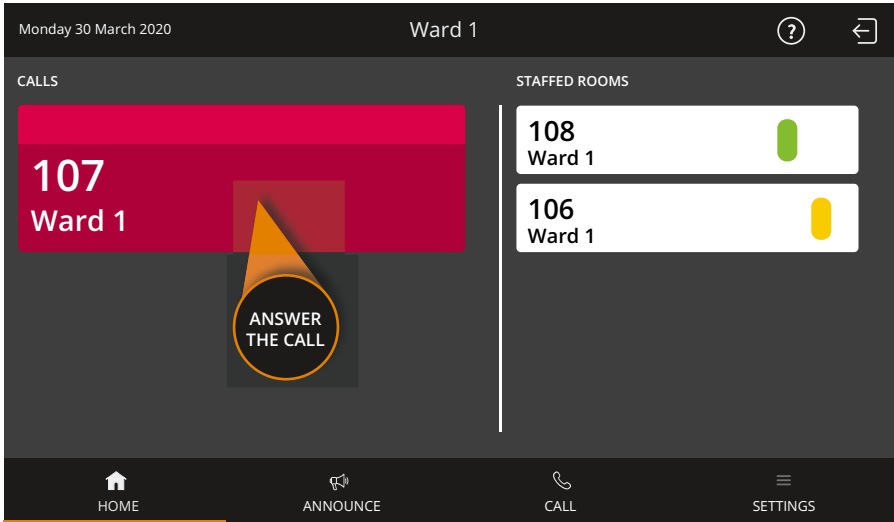 Monday 30 March 2020
Ward 1
?
CALLS
107
Ward 1
ANSWER
THE CALL
STAFFED ROOMS
108
Ward 1
106
Ward 1
HOME
ANNOUNCE
CALL
SETTINGS